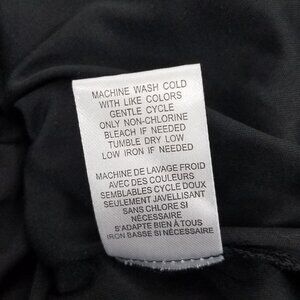 MACHINE WASH COLD
WITH LIKE COLORS
GENTLE CYCLE
ONLY NON-CHLORINE
BLEACH IF NEEDED
TUMBLE DRY LOW
LOW IRON IF NEEDED
MACHINE DE LAVAGE FROID
AVEC DES COULEURS
SEMBLABLES CYCLE DOUX
SEULEMENT JAVELLISANT
SANS CHLORE SI
NÉCESSAIRE
S'ADAPTE BIEN À TOUS
IRON BASSE SI NÉCESSAIRE